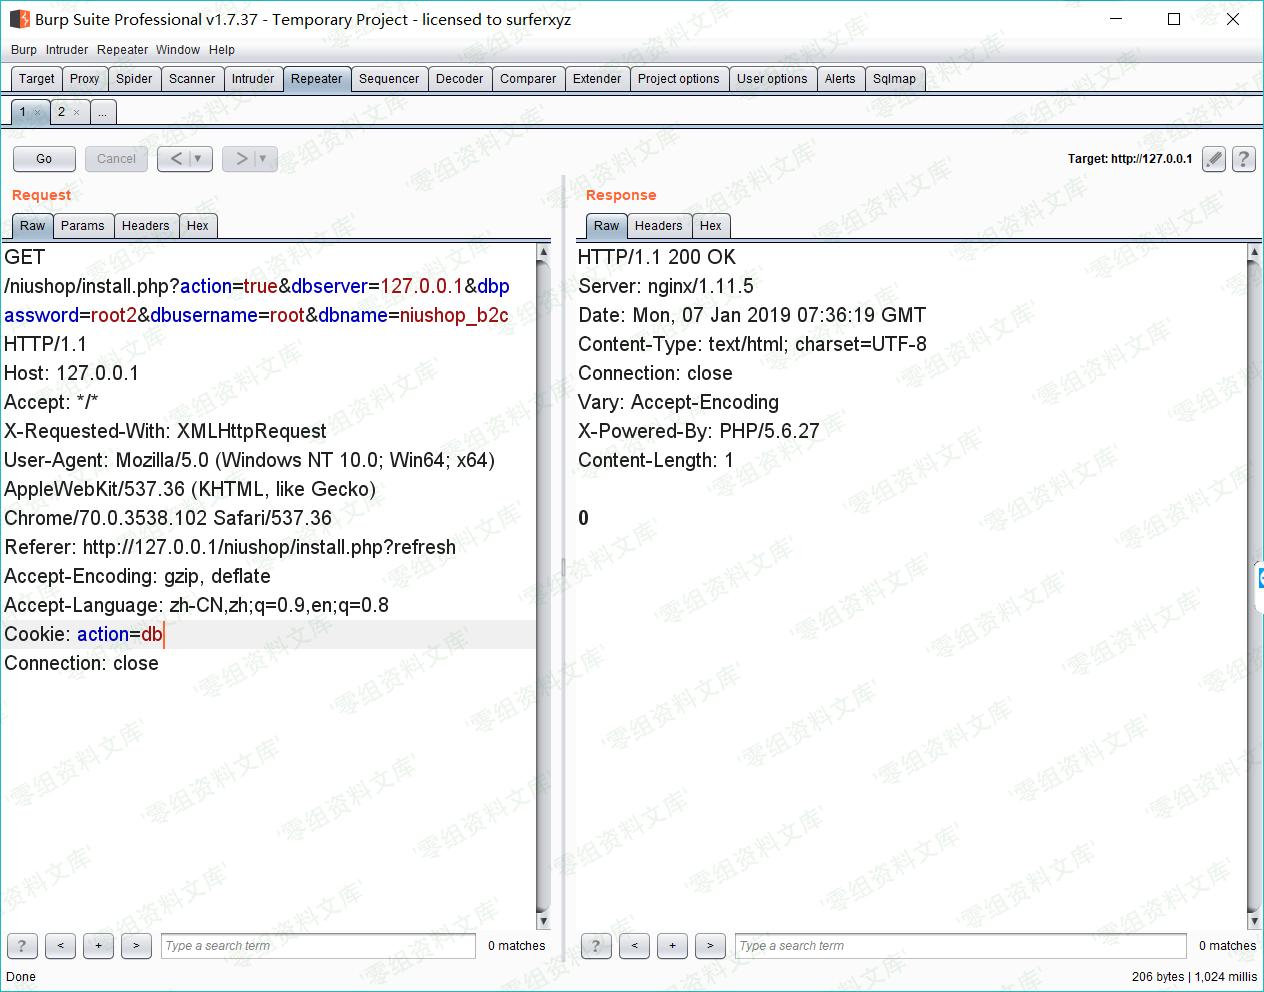 Burp Suite Professional v1.7.37 - Temporary Project - licensed to surferxyz
Burp Intruder Repeater Window Help
Target Proxy Spider Scanner Intruder Repeater Sequencer Decoder Comparer Extender Project options User options Alerts Sqlmap
1 × 2 × ...
Go Cancel < | ▼ > | ▼ Target: http://127.0.0.1 ?
Request
Raw Params Headers Hex
GET
/niushop/install.php?action=true&dbserver=127.0.0.1&dbp
assword=root2&dbusername=root&dbname=niushop_b2c
HTTP/1.1
Host: 127.0.0.1
Accept: */*
X-Requested-With: XMLHttpRequest
User-Agent: Mozilla/5.0 (Windows NT 10.0; Win64; x64)
AppleWebKit/537.36 (KHTML, like Gecko)
Chrome/70.0.3538.102 Safari/537.36
Referer: http://127.0.0.1/niushop/install.php?refresh
Accept-Encoding: gzip, deflate
Accept-Language: zh-CN,zh;q=0.9,en;q=0.8
Cookie: action=db
Connection: close
? < + > Type a search term 0 matches
Response
Raw Headers Hex
HTTP/1.1 200 OK
Server: nginx/1.11.5
Date: Mon, 07 Jan 2019 07:36:19 GMT
Content-Type: text/html; charset=UTF-8
Connection: close
Vary: Accept-Encoding
X-Powered-By: PHP/5.6.27
Content-Length: 1
0
? < + > Type a search term 0 matches
Done 206 bytes | 1,024 millis
'零组资料文库'